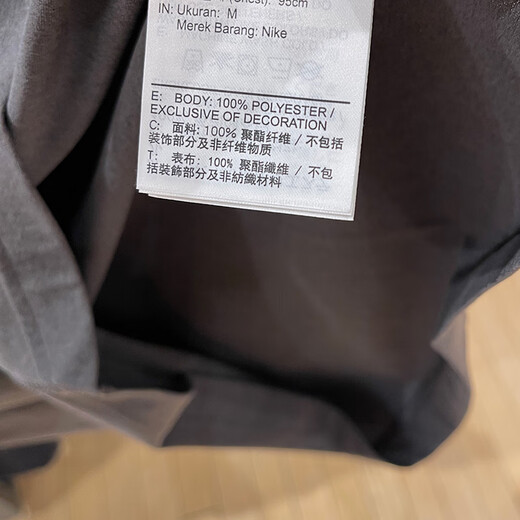 (Chest): 95cm
IN: Ukuran: M
Merek Barang: Nike
E: BODY: 100% POLYESTER /
EXCLUSIVE OF DECORATION
C: 面料: 100% 聚酯纤维 / 不包括
装饰部分及非纤维物质
T: 表布: 100% 聚酯纖維 / 不包
括裝飾部分及非紡織材料